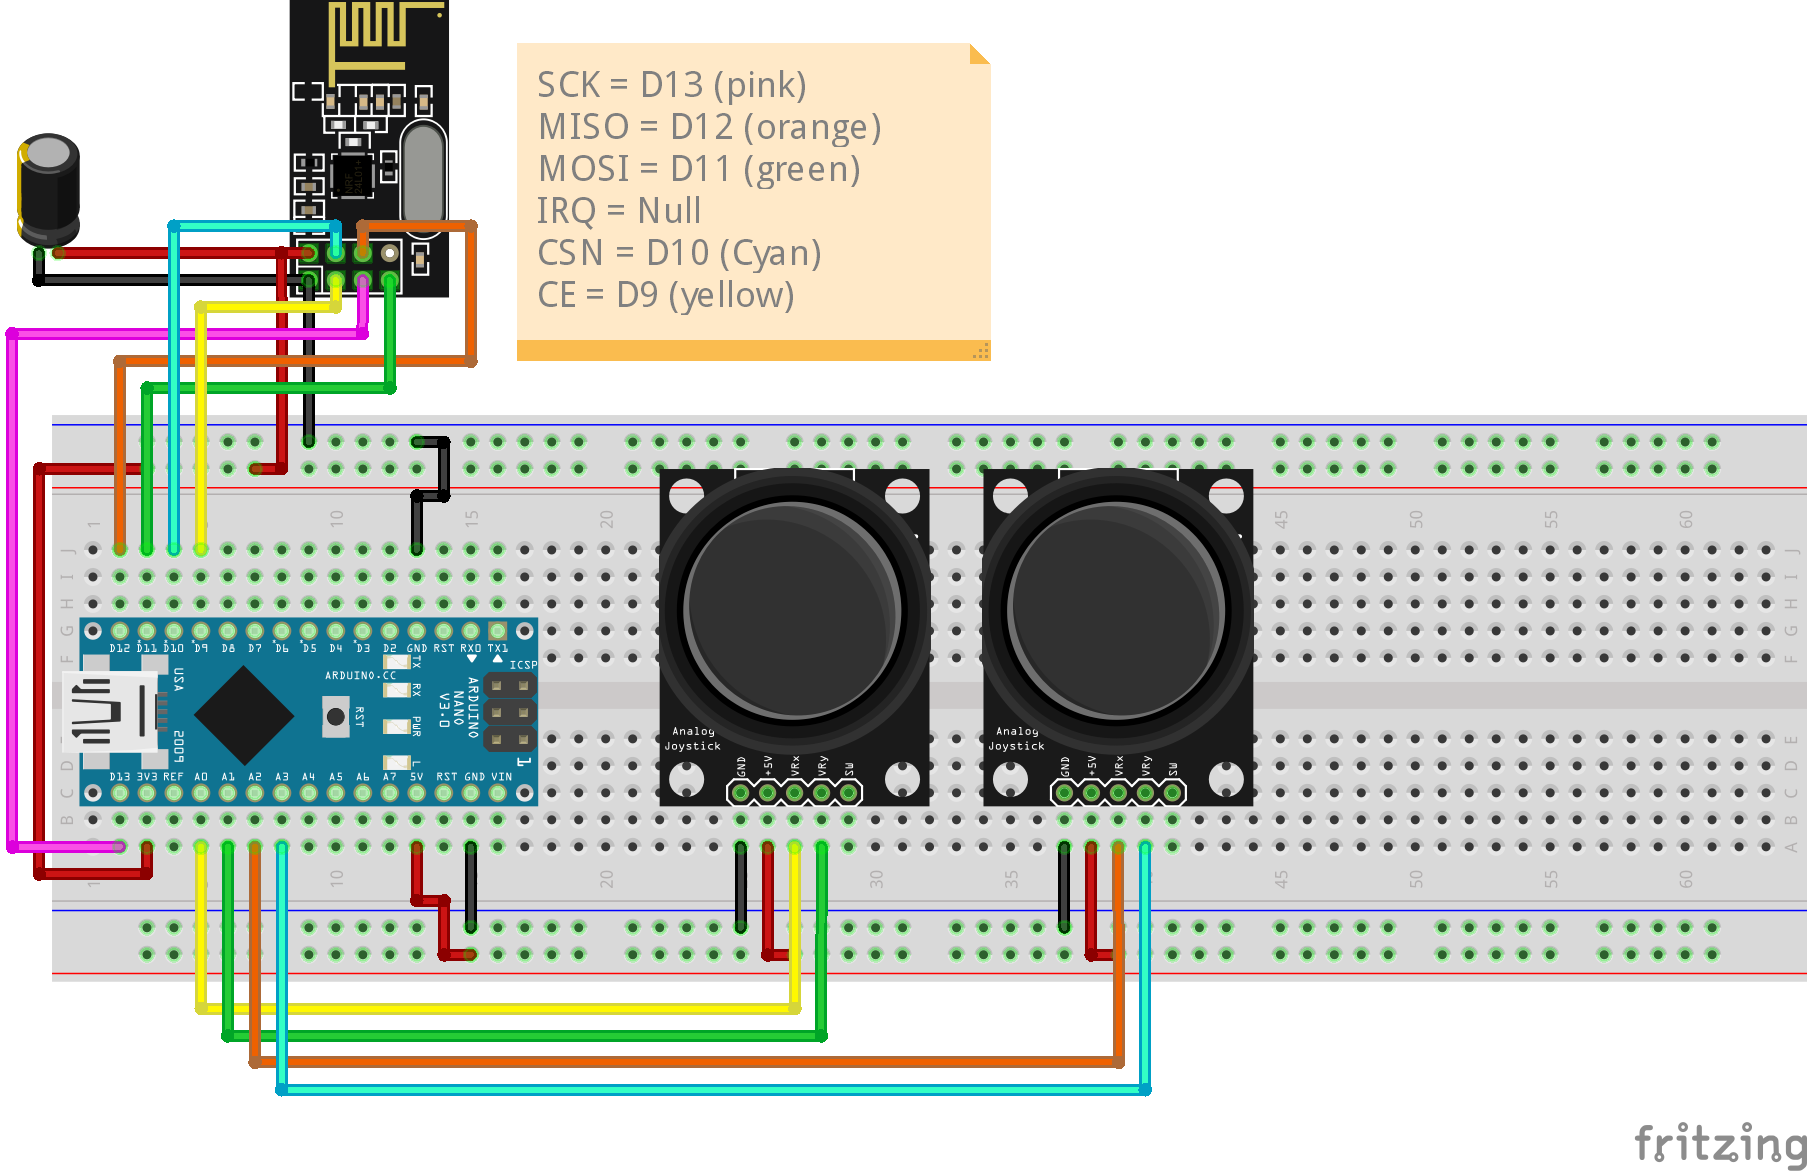 SCK = D13 (pink)
MISO = D12 (orange)
MOSI = D11 (green)
IRQ = Null
CSN = D10 (Cyan)
CE = D9 (yellow)
NRF
24L01+
1 10 15 20 45 50 55 60
J J
I I
H H
G G
F F
D12 D11 D10 D9 D8 D7 D6 D5 D4 D3 D2 GND RST RX0 TX1
USA
TX
RX
PWR
L
ARDUINO.CC
RST
ARDUINO
NANO
V3.0
ICSP
1
2009
D13 3V3 REF A0 A1 A2 A3 A4 A5 A6 A7 5V RST GND VIN
Analog
Joystick
GND +5V VRx VRy SW
Analog
Joystick
GND +5V VRx VRy SW
E
D D
C C
B B
A
1 10 20 30 35 45 50 55 60
fritzing